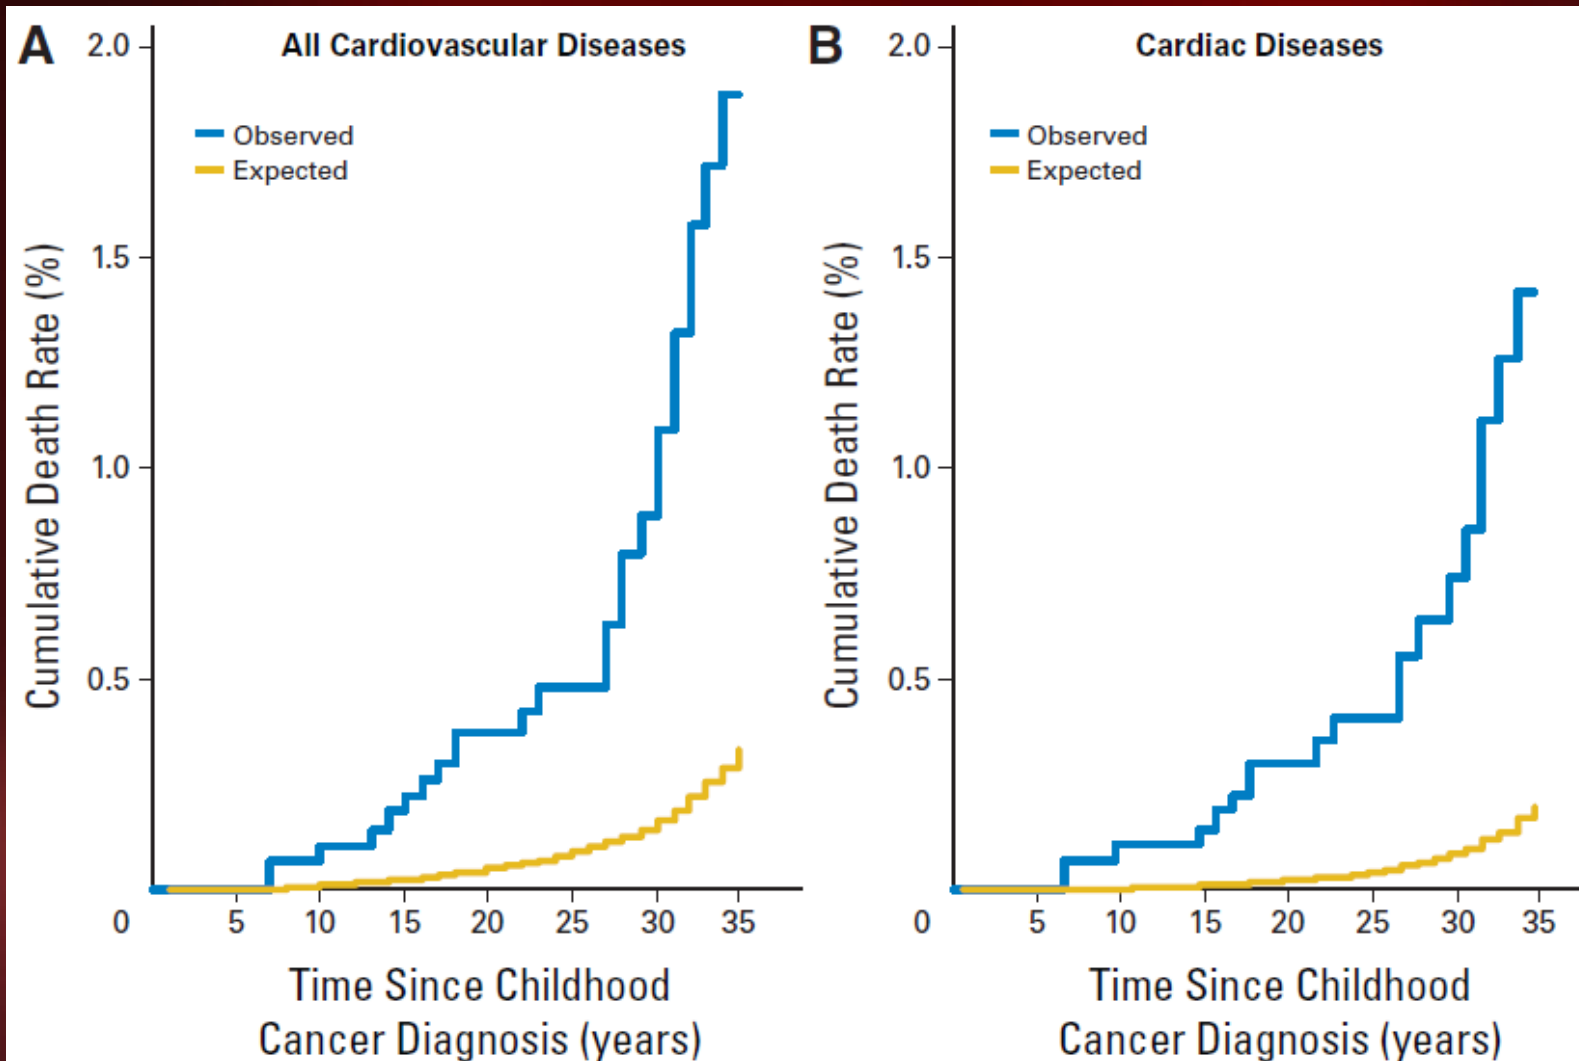 A
All Cardiovascular Diseases
Observed
Expected
Cumulative Death Rate (%)
2.0
1.5
1.0
0.5
0
5
10
15
20
25
30
35
Time Since Childhood
Cancer Diagnosis (years)
B
Cardiac Diseases
Observed
Expected
Cumulative Death Rate (%)
2.0
1.5
1.0
0.5
0
5
10
15
20
25
30
35
Time Since Childhood
Cancer Diagnosis (years)